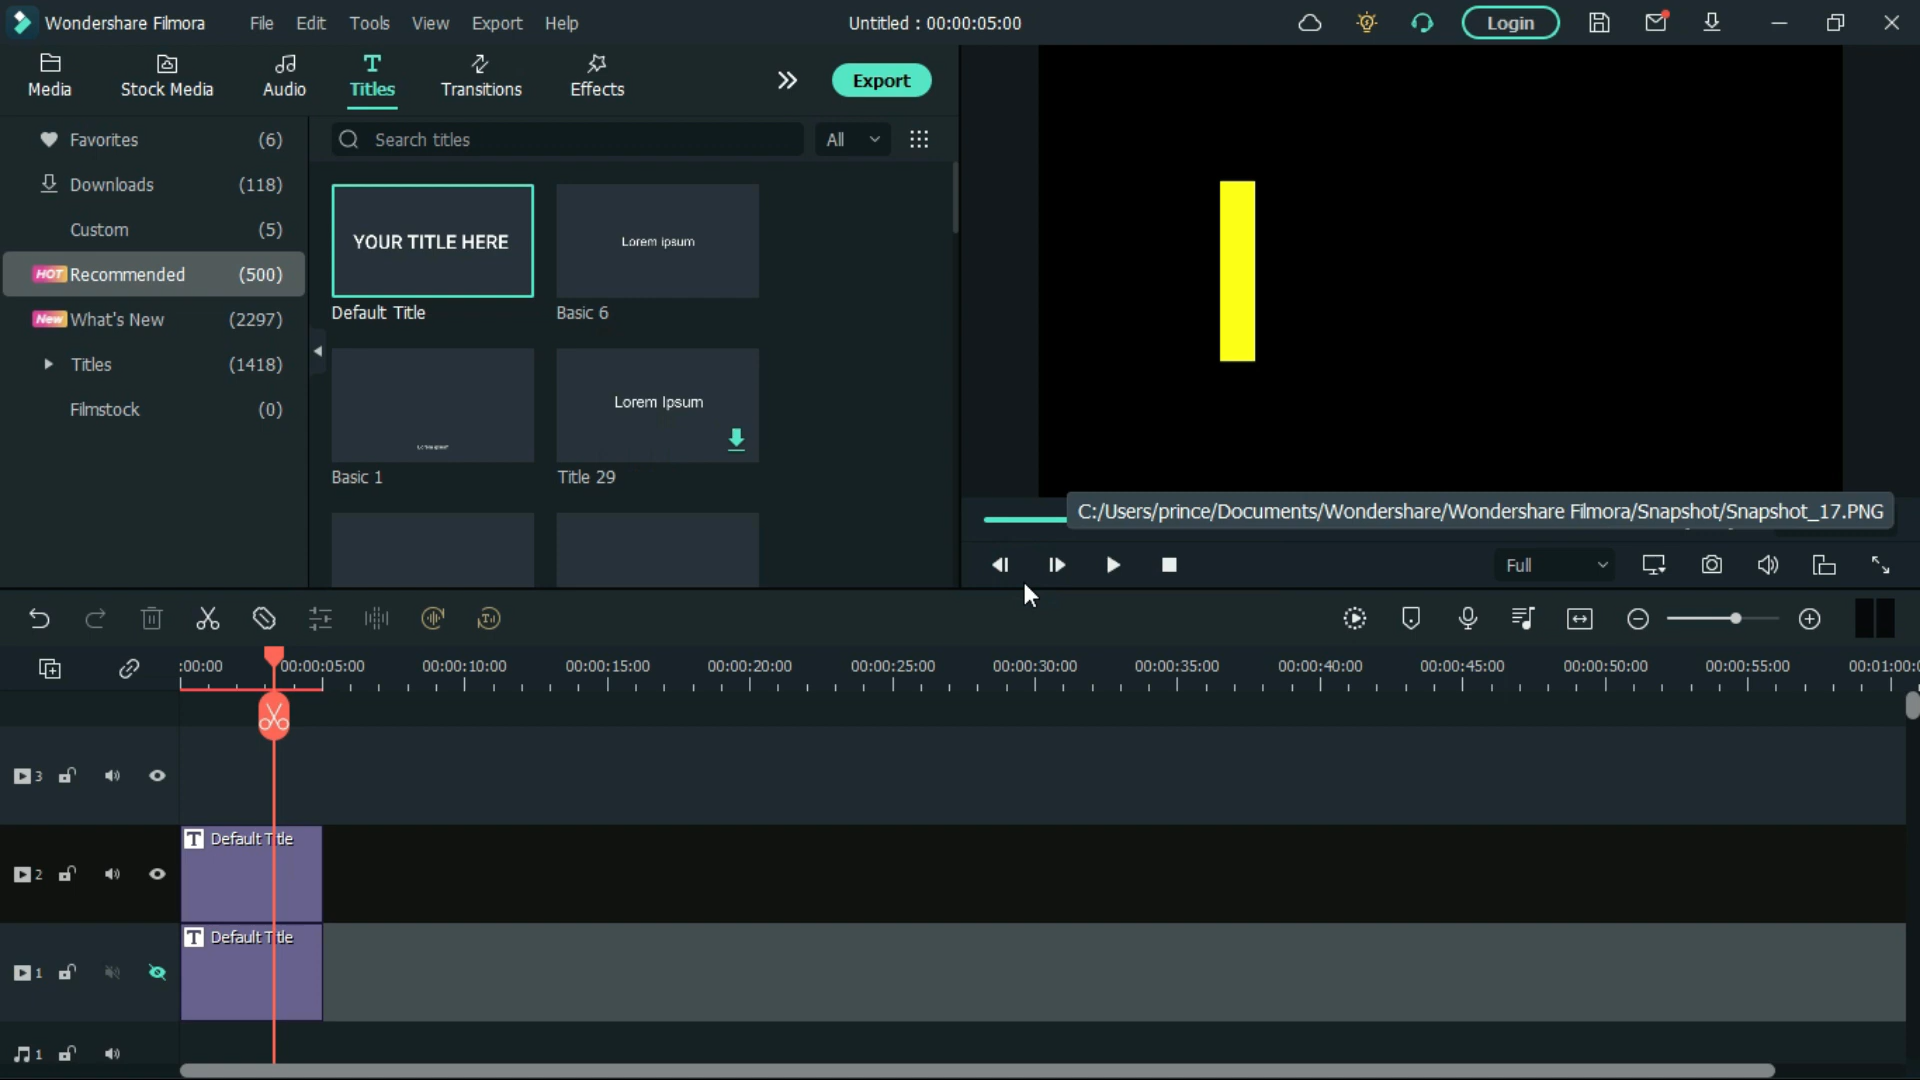 Wondershare Filmora File Edit Tools View Export Help Untitled : 00:00:05:00 Login
Media Stock Media Audio Titles Transitions Effects Export
Favorites (6)
Downloads (118)
Custom (5)
HOT Recommended (500)
New What's New (2297)
Titles (1418)
Filmstock (0)
Search titles All
YOUR TITLE HERE Lorem ipsum
Default Title Basic 6
Lorem Ipsum
Basic 1 Title 29
C:/Users/prince/Documents/Wondershare/Wondershare Filmora/Snapshot/Snapshot_17.PNG
Full
:00:00 00:00:05:00 00:00:10:00 00:00:15:00 00:00:20:00 00:00:25:00 00:00:30:00 00:00:35:00 00:00:40:00 00:00:45:00 00:00:50:00 00:00:55:00 00:01:00:0
3
T Default Title
2
T Default Title
1
1